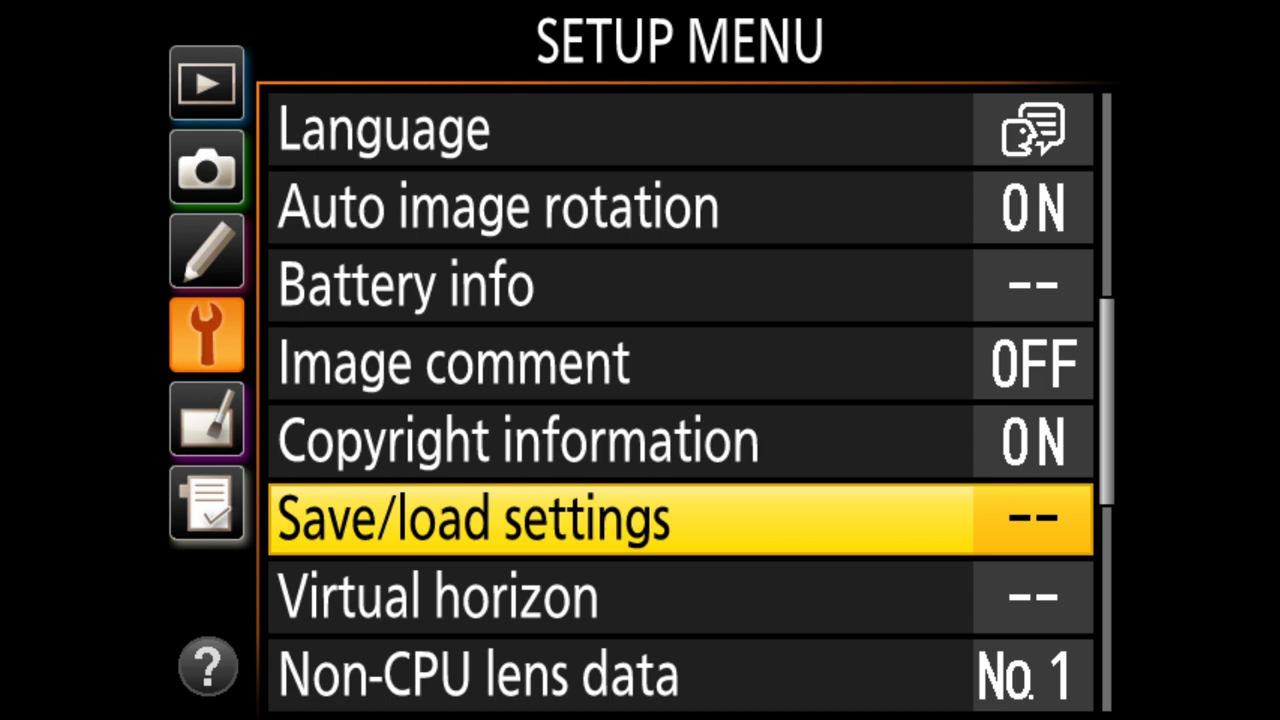 SETUP MENU
Language
Auto image rotation ON
Battery info --
Image comment OFF
Copyright information ON
Save/load settings --
Virtual horizon --
Non-CPU lens data No. 1
?